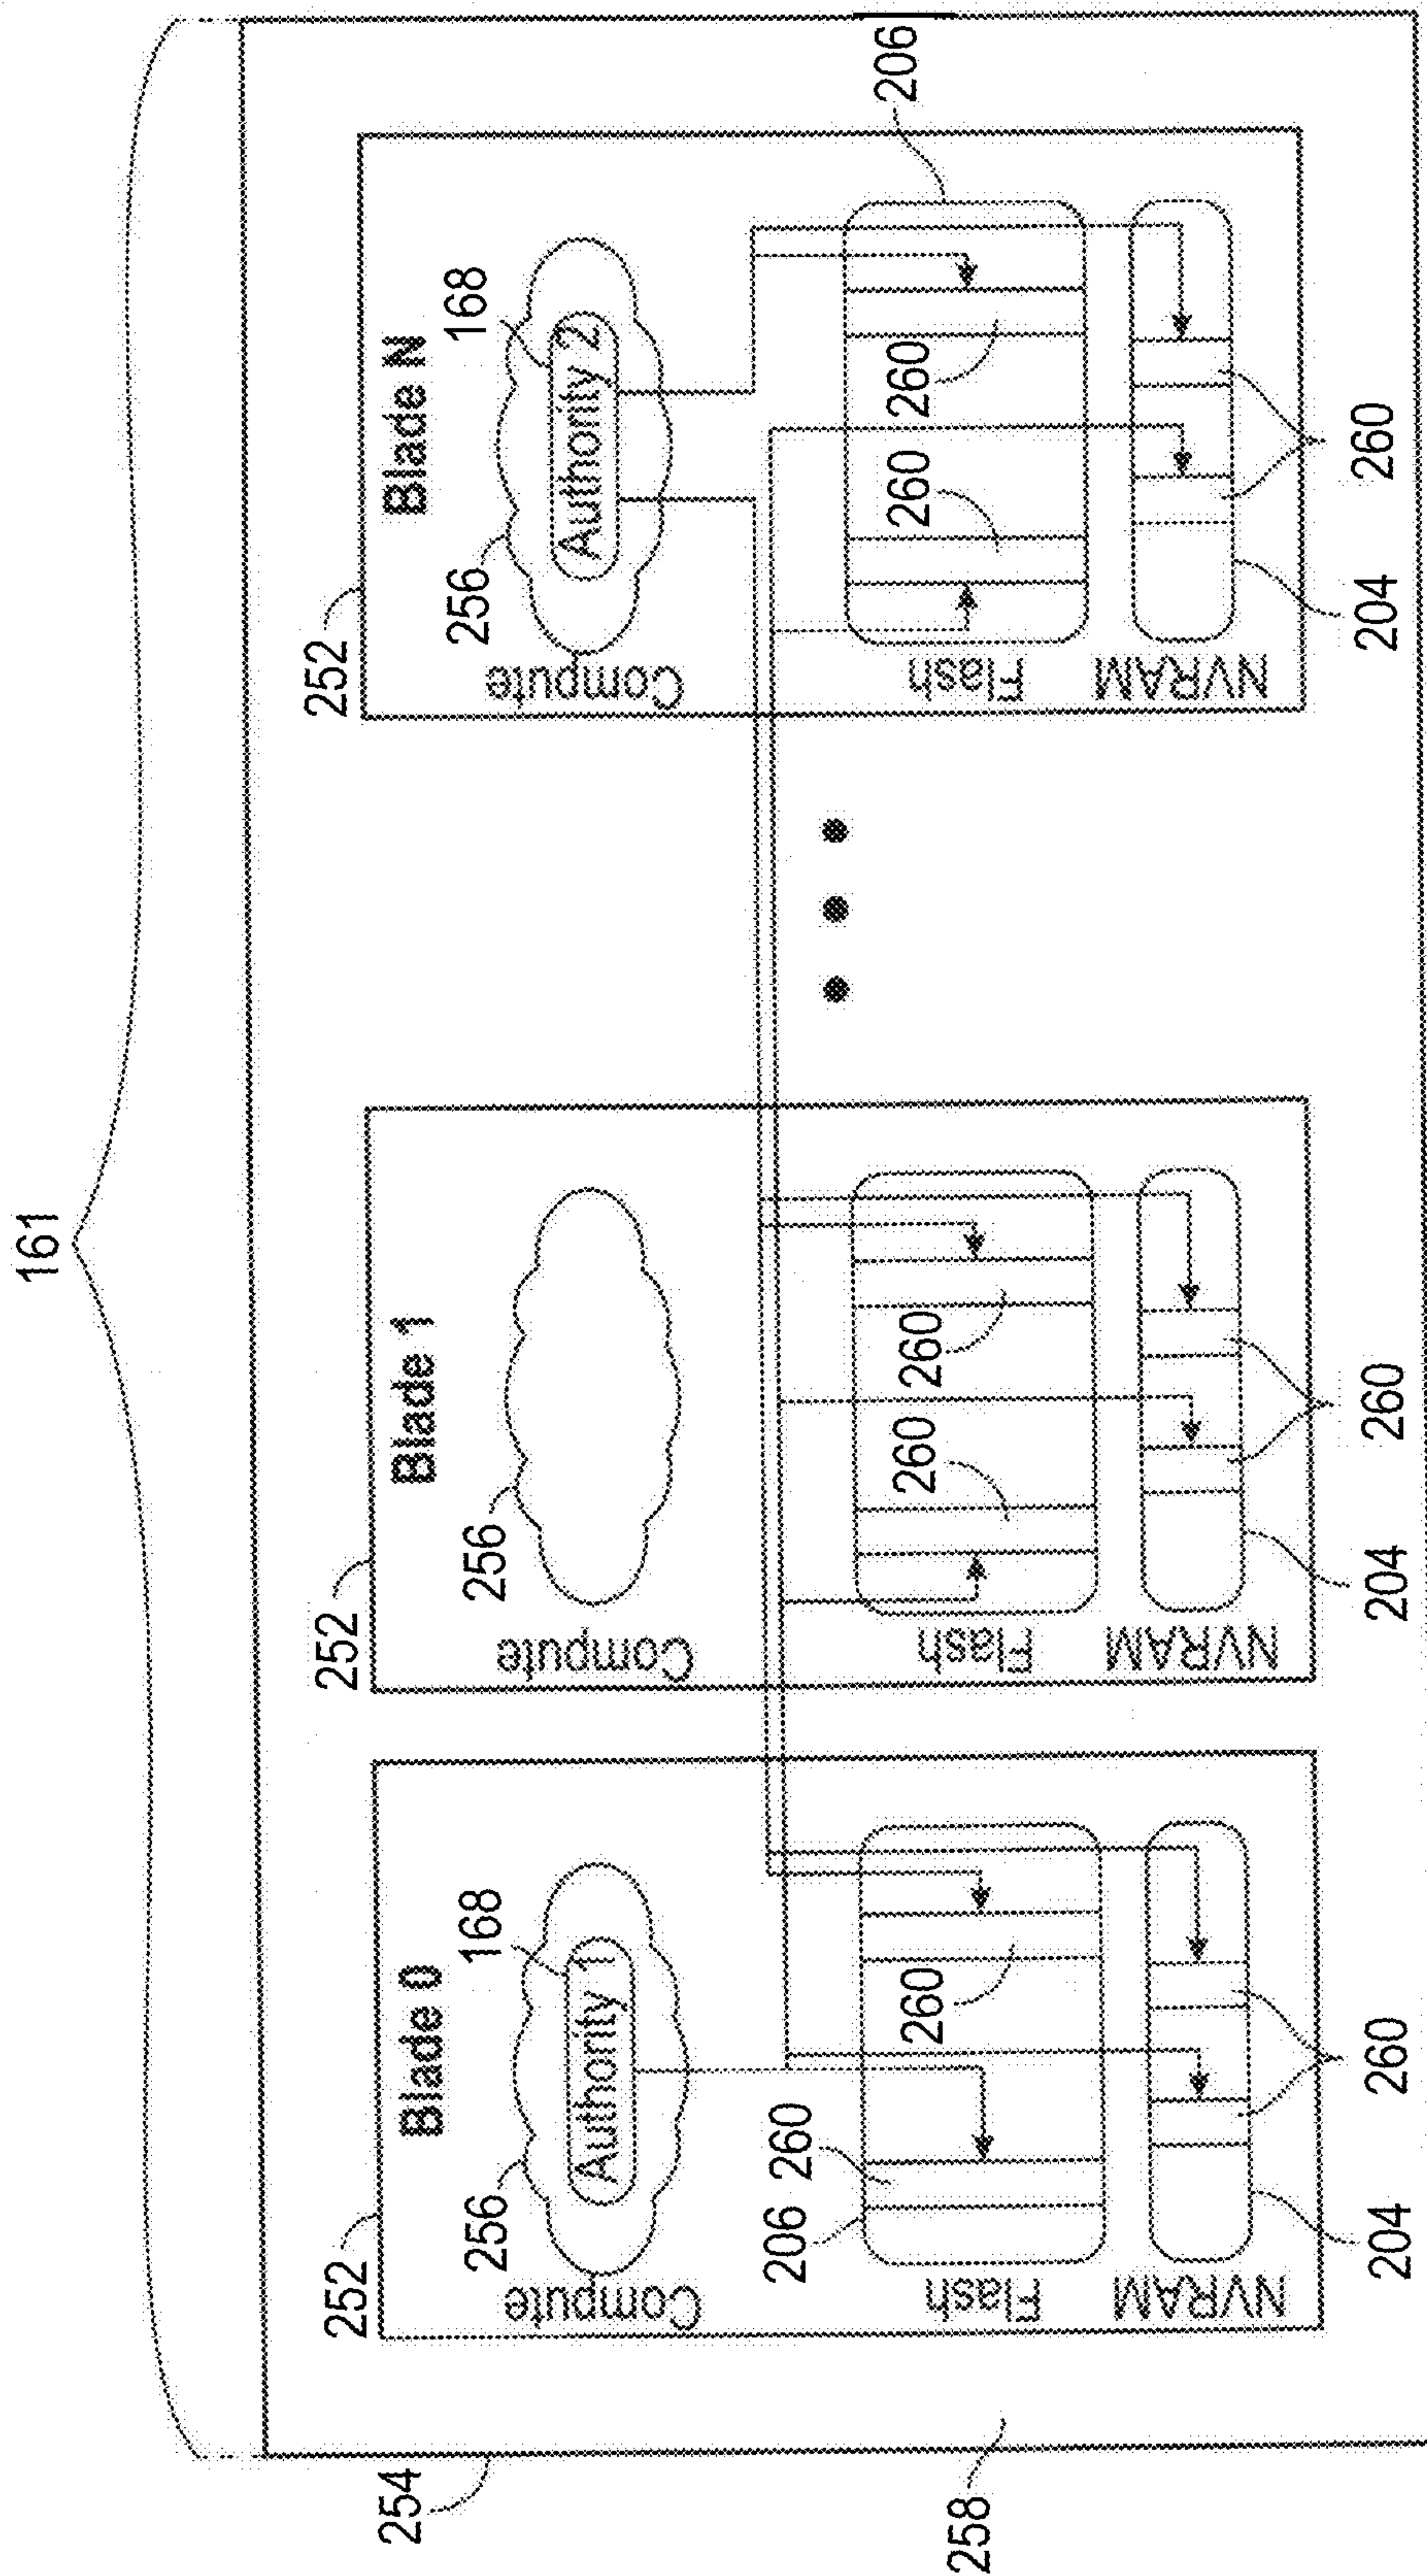 161
254
252
Blade 0
256
168
Authority 1
Compute
206
260
260
Flash
NVRAM
260
204
252
Blade 1
256
Compute
260
260
Flash
NVRAM
260
204
252
Blade N
256
168
Authority 2
Compute
206
260
260
Flash
NVRAM
260
204
258